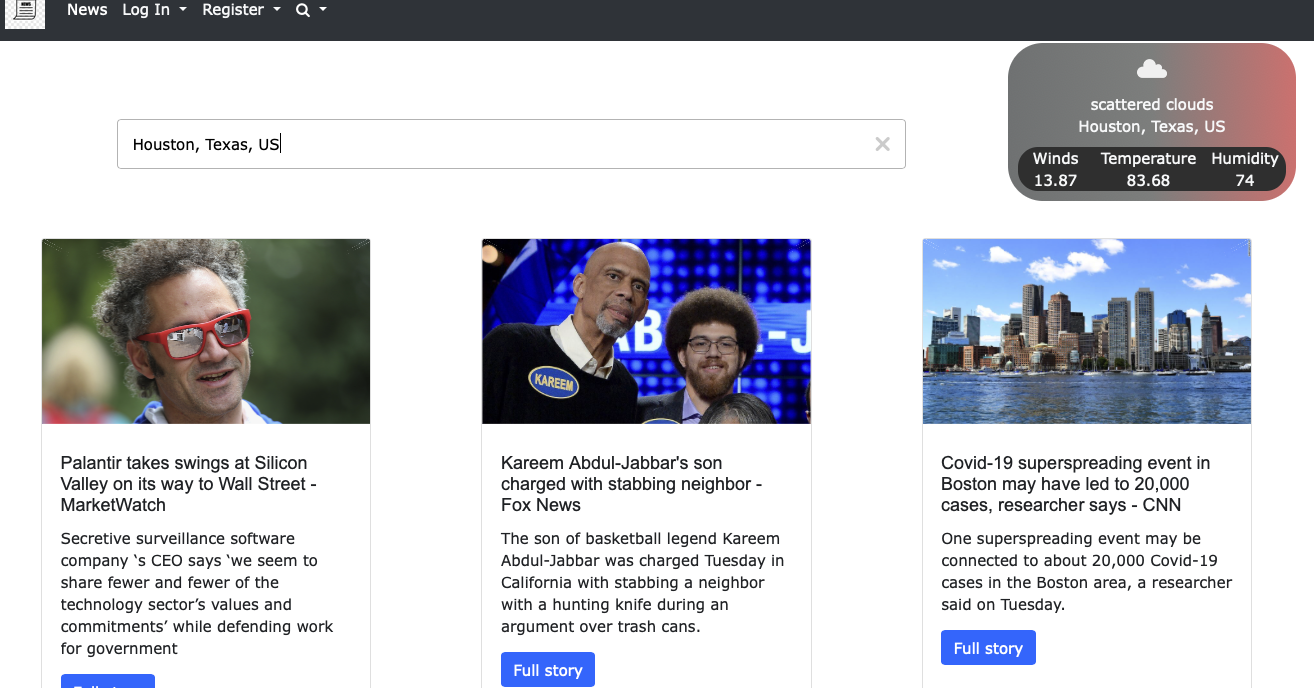 NEWS
News Log In Register
scattered clouds
Houston, Texas, US
Houston, Texas, US
Winds Temperature Humidity
13.87 83.68 74
KAREEM
AB L-J
Palantir takes swings at Silicon
Valley on its way to Wall Street -
MarketWatch
Secretive surveillance software
company ‘s CEO says ‘we seem to
share fewer and fewer of the
technology sector’s values and
commitments’ while defending work
for government
Kareem Abdul-Jabbar's son
charged with stabbing neighbor -
Fox News
The son of basketball legend Kareem
Abdul-Jabbar was charged Tuesday in
California with stabbing a neighbor
with a hunting knife during an
argument over trash cans.
Full story
Covid-19 superspreading event in
Boston may have led to 20,000
cases, researcher says - CNN
One superspreading event may be
connected to about 20,000 Covid-19
cases in the Boston area, a researcher
said on Tuesday.
Full story